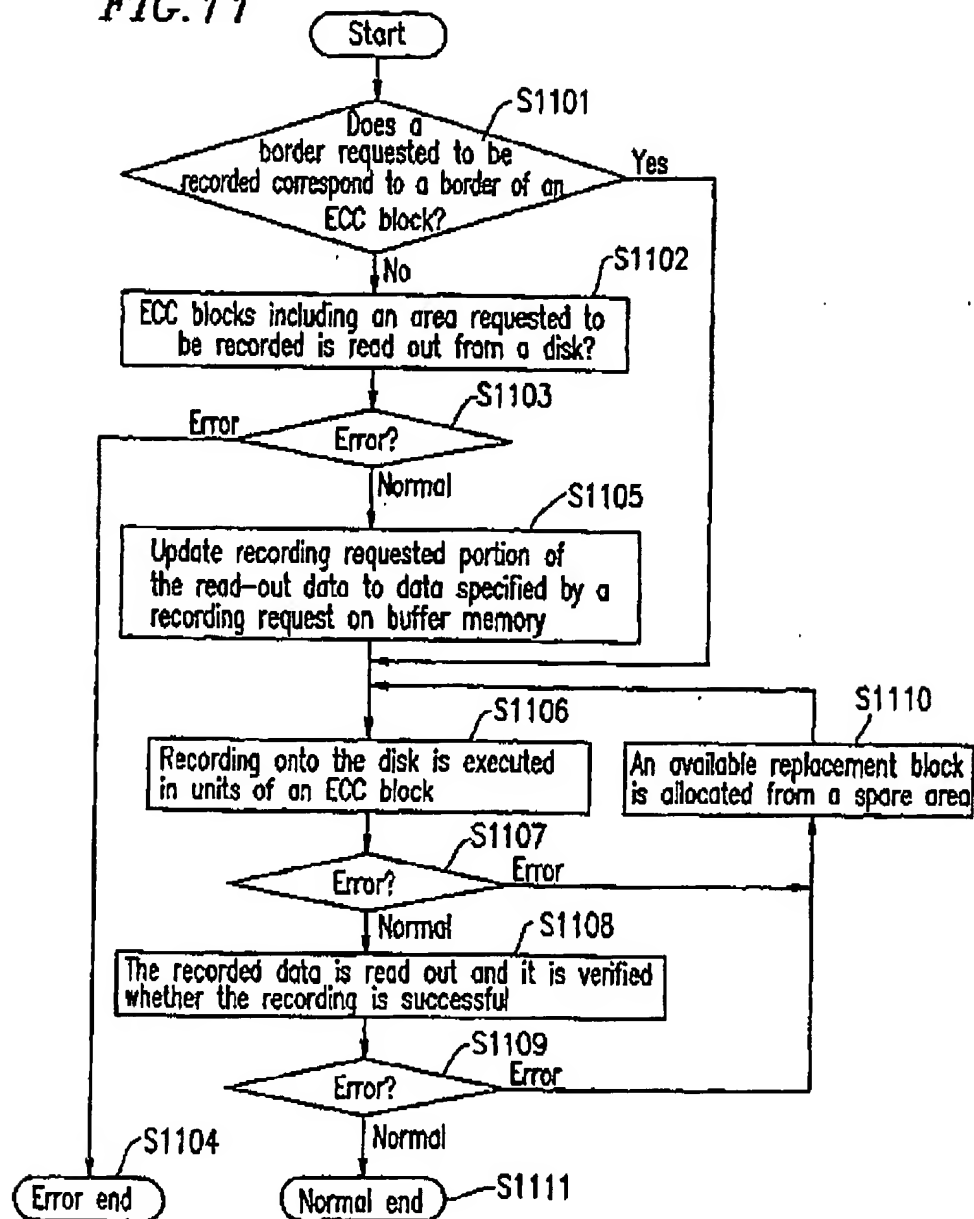 FIG. 11
Start
S1101
Does a
border requested to be
recorded correspond to a border of an
ECC block?
Yes
No
S1102
ECC blocks including an area requested to
be recorded is read out from a disk?
S1103
Error
Error?
Normal
S1105
Update recording requested portion of
the read-out data to data specified by a
recording request on buffer memory
S1106
S1110
Recording onto the disk is executed
in units of an ECC block
An available replacement block
is allocated from a spare area
S1107
Error?
Error
Normal
S1108
The recorded data is read out and it is verified
whether the recording is successful
S1109
Error?
Error
Normal
S1104
Error end
Normal end
S1111